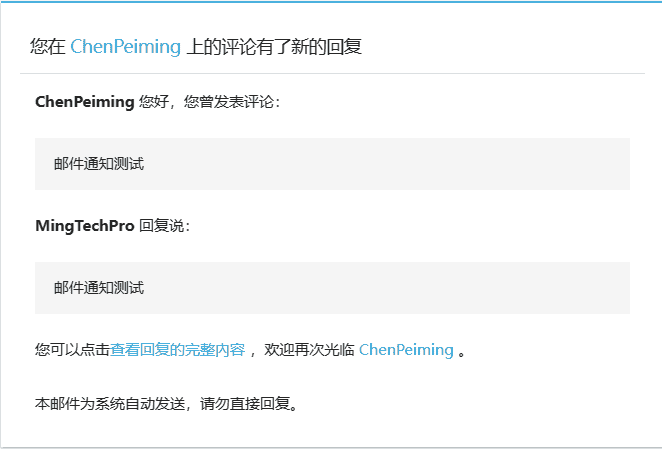 您在 ChenPeiming 上的评论有了新的回复
ChenPeiming 您好，您曾发表评论：
邮件通知测试
MingTechPro 回复说：
邮件通知测试
您可以点击查看回复的完整内容 ，欢迎再次光临 ChenPeiming 。
本邮件为系统自动发送，请勿直接回复。